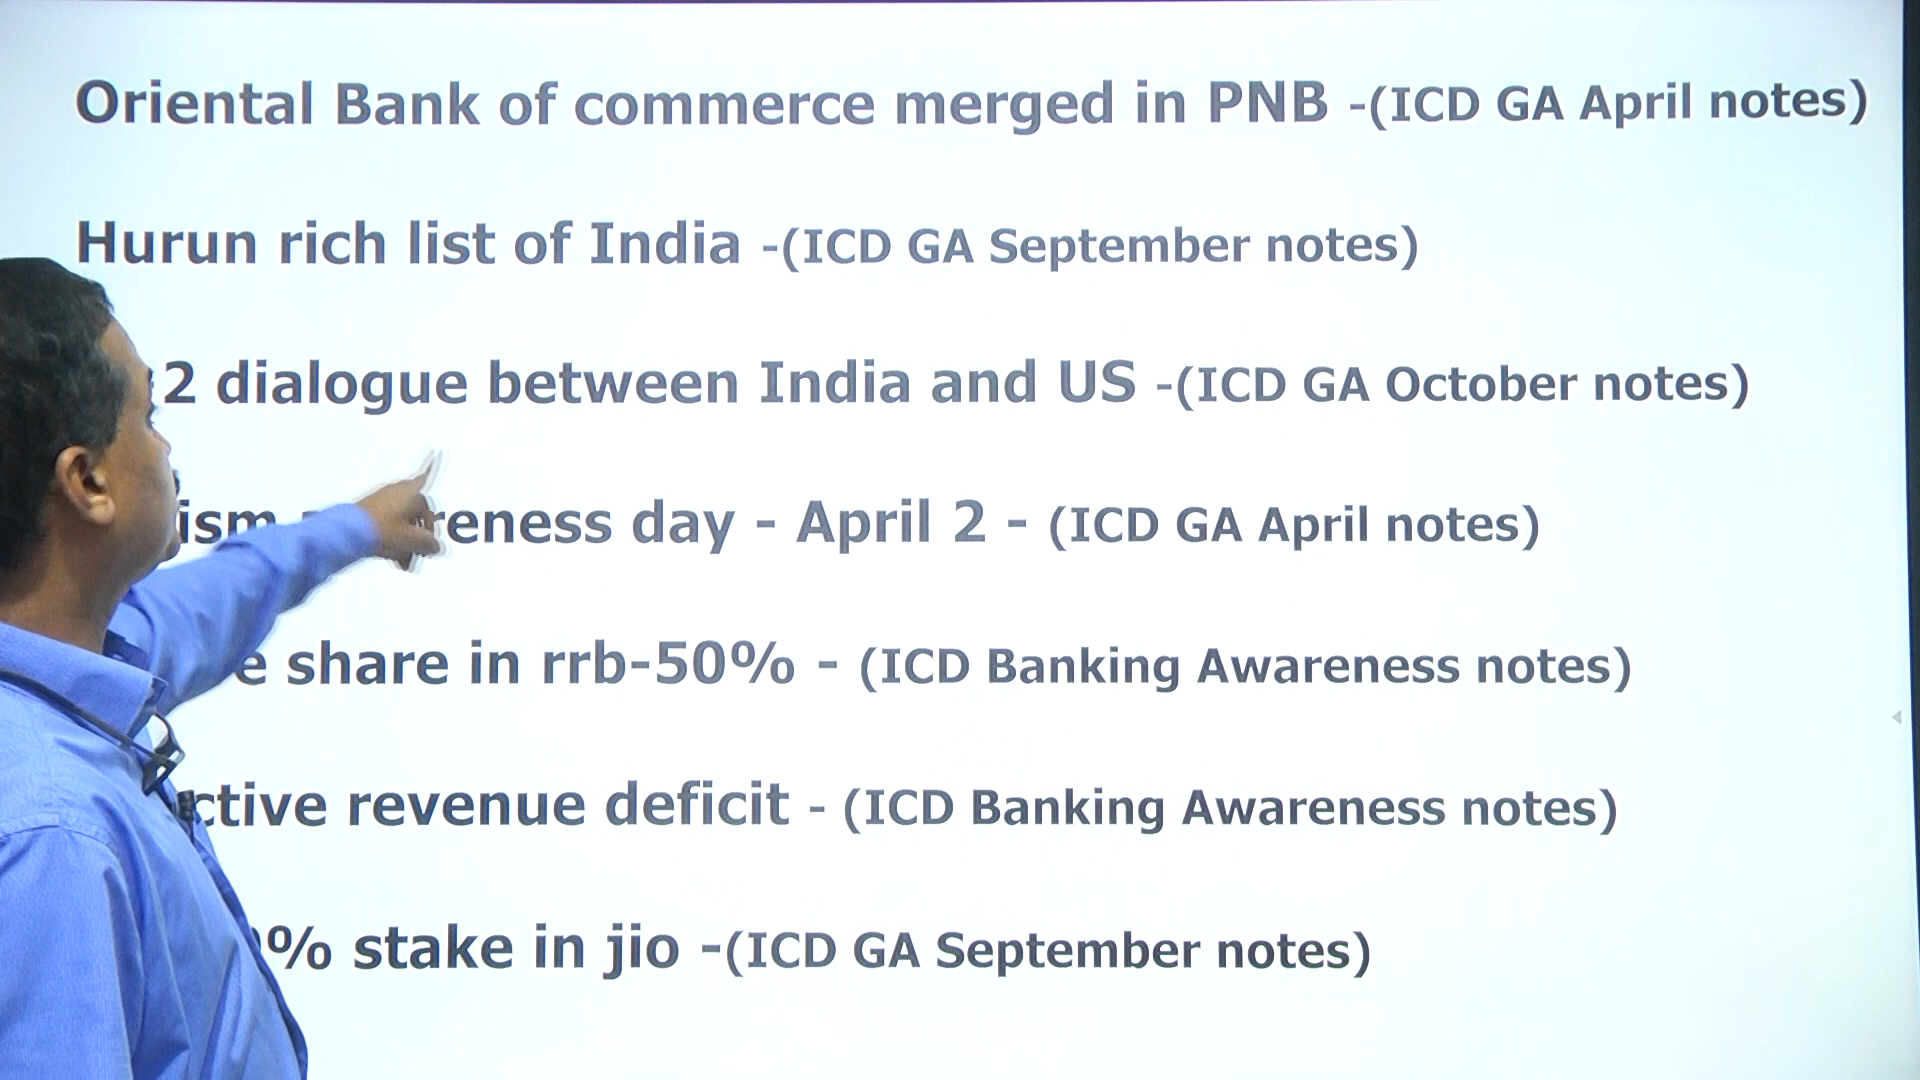 Oriental Bank of commerce merged in PNB -(ICD GA April notes)
Hurun rich list of India -(ICD GA September notes)
2 dialogue between India and US -(ICD GA October notes)
day - April 2 - (ICD GA April notes)
share in rrb-50% - (ICD Banking Awareness notes)
revenue deficit - (ICD Banking Awareness notes)
% stake in jio -(ICD GA September notes)